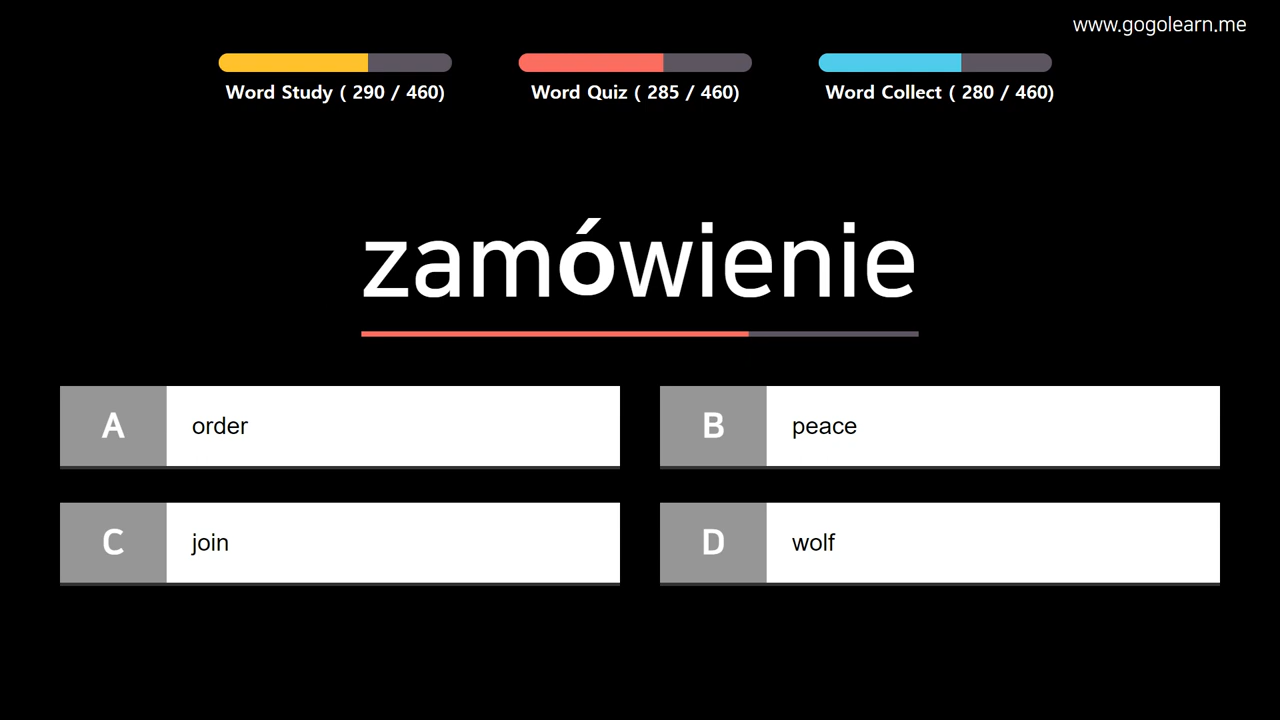 www.gogolearn.me
Word Study ( 290 / 460)
Word Quiz ( 285 / 460)
Word Collect ( 280 / 460)
zamówienie
A order
B peace
C join
D wolf